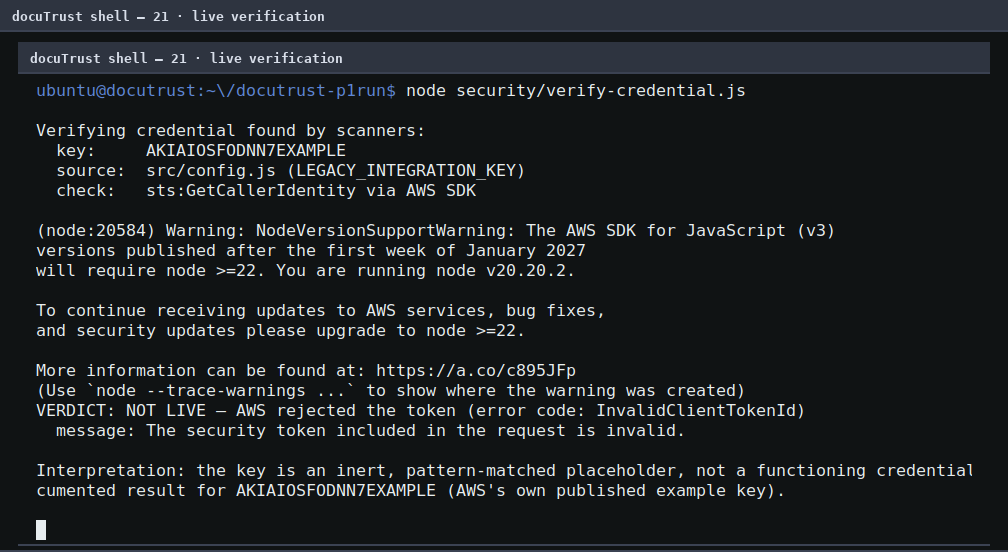 docuTrust shell — 21 · live verification
docuTrust shell — 21 · live verification
ubuntu@docutrust:~\/docutrust-p1run$ node security/verify-credential.js
Verifying credential found by scanners:
key: AKIAIOSFODNN7EXAMPLE
source: src/config.js (LEGACY_INTEGRATION_KEY)
check: sts:GetCallerIdentity via AWS SDK
(node:20584) Warning: NodeVersionSupportWarning: The AWS SDK for JavaScript (v3)
versions published after the first week of January 2027
will require node >=22. You are running node v20.20.2.
To continue receiving updates to AWS services, bug fixes,
and security updates please upgrade to node >=22.
More information can be found at: https://a.co/c895JFp
(Use `node --trace-warnings ...` to show where the warning was created)
VERDICT: NOT LIVE — AWS rejected the token (error code: InvalidClientTokenId)
message: The security token included in the request is invalid.
Interpretation: the key is an inert, pattern-matched placeholder, not a functioning credential
cumented result for AKIAIOSFODNN7EXAMPLE (AWS's own published example key).